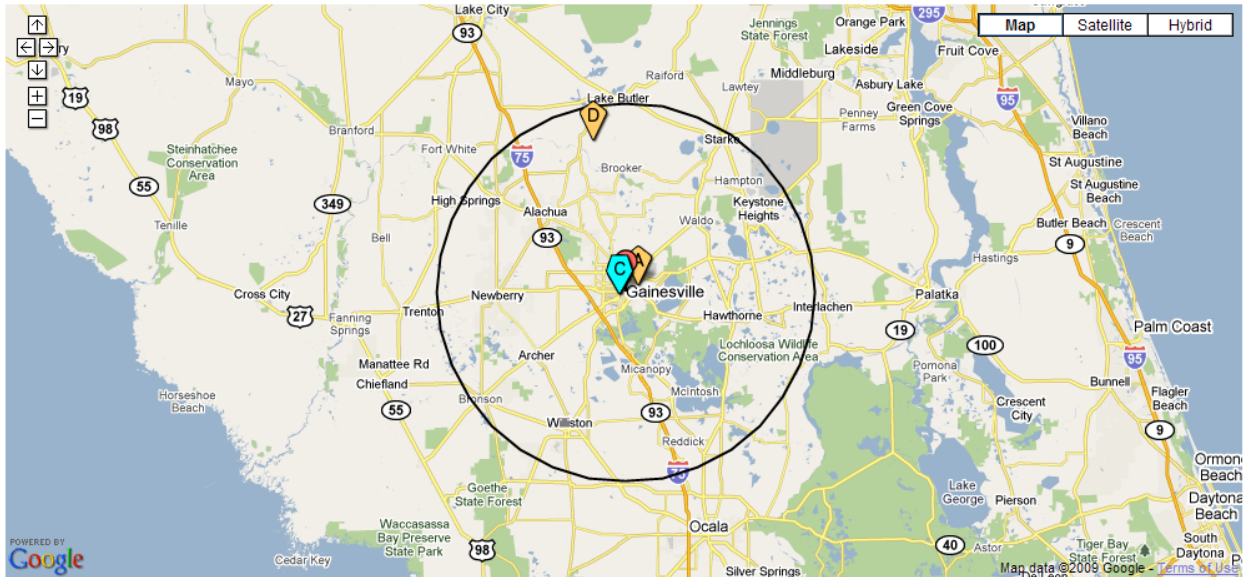 Lake City
Jennings
State Forest
Orange Park
295
Map
Satellite
Hybrid
93
Lakeside
Fruit Cove
Middleburg
Raiford
Mayo
Lawtey
Asbury Lake
19
98
Lake Butler
95
Green Cove
Springs
Penney
Farms
D
Branford
Starke
Villano
Beach
Steinhatchee
Conservation
Area
Fort White
75
St Augustine
Brooker
55
Hampton
St Augustine
Beach
349
High Springs
Keystone
Heights
Alachua
Waldo
Tenille
Bell
93
Butler Beach
Crescent
Beach
9
A
C
Hastings
Gainesville
Cross City
Newberry
Palatka
27
Trenton
Fanning
Springs
Hawthorne
Interlachen
19
Palm Coast
100
Lochloosa Wildlife
Conservation Area
Archer
Manattee Rd
Micanopy
95
Pomona
Park
Chiefland
McIntosh
Bunnell
Horseshoe
Beach
Bronson
Flagler
Beach
55
93
Crescent
City
Williston
Reddick
9
75
Ormond
Beach
Goethe
State Forest
Lake
George
Pierson
Daytona
Beach
Ocala
Waccasassa
Bay Preserve
State Park
98
40
Astor
Tiger Bay
State Forest
South
Daytona
POWERED BY
Google
Cedar Key
Silver Springs
Map data ©2009 Google - Terms of Use